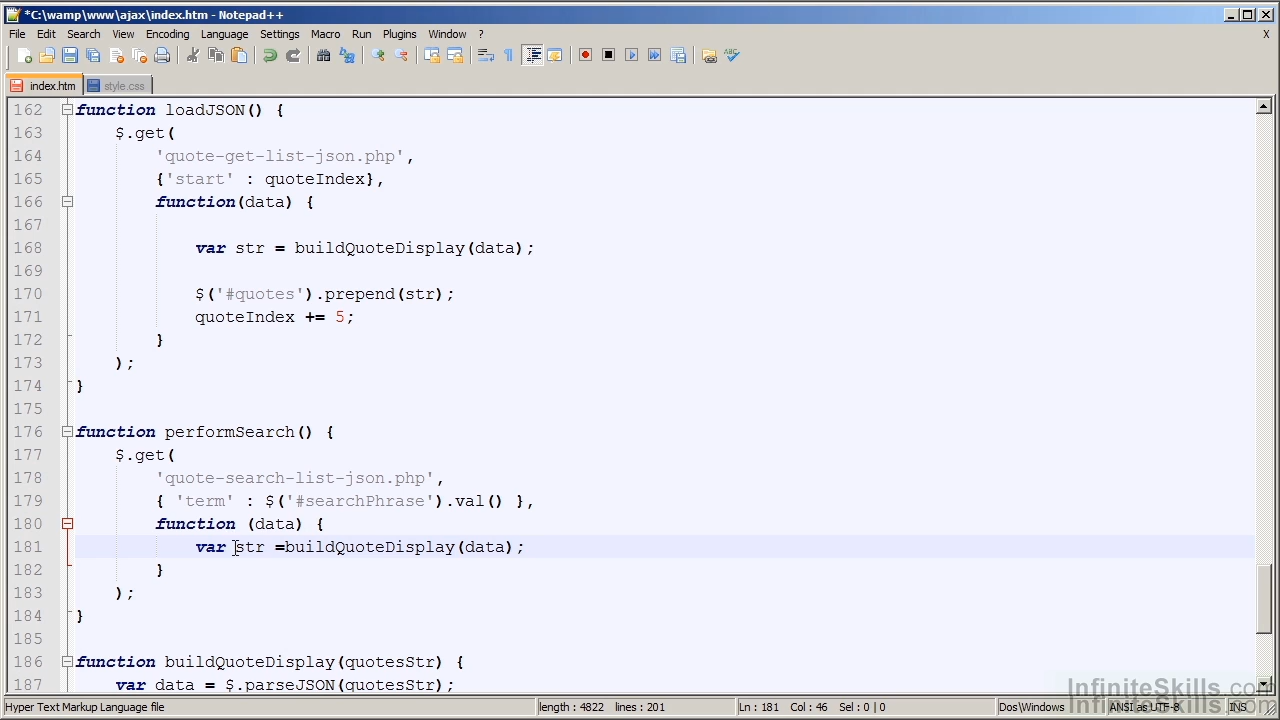 *C:\wamp\www\ajax\index.htm - Notepad++
File Edit Search View Encoding Language Settings Macro Run Plugins Window ? X
index.htm style.css
162 function loadJSON() {
163 $.get(
164 'quote-get-list-json.php',
165 {'start' : quoteIndex},
166 function(data) {
167
168 var str = buildQuoteDisplay(data);
169
170 $('#quotes').prepend(str);
171 quoteIndex += 5;
172 }
173 );
174 }
175
176 function performSearch() {
177 $.get(
178 'quote-search-list-json.php',
179 { 'term' : $('#searchPhrase').val() },
180 function (data) {
181 var str =buildQuoteDisplay(data);
182 }
183 );
184 }
185
186 function buildQuoteDisplay(quotesStr) {
187 var data = $.parseJSON(quotesStr);
InfiniteSkills.com
Hyper Text Markup Language file length : 4822 lines : 201 Ln : 181 Col : 46 Sel : 0 | 0 Dos\Windows ANSI as UTF-8 INS
InfiniteSkills.com